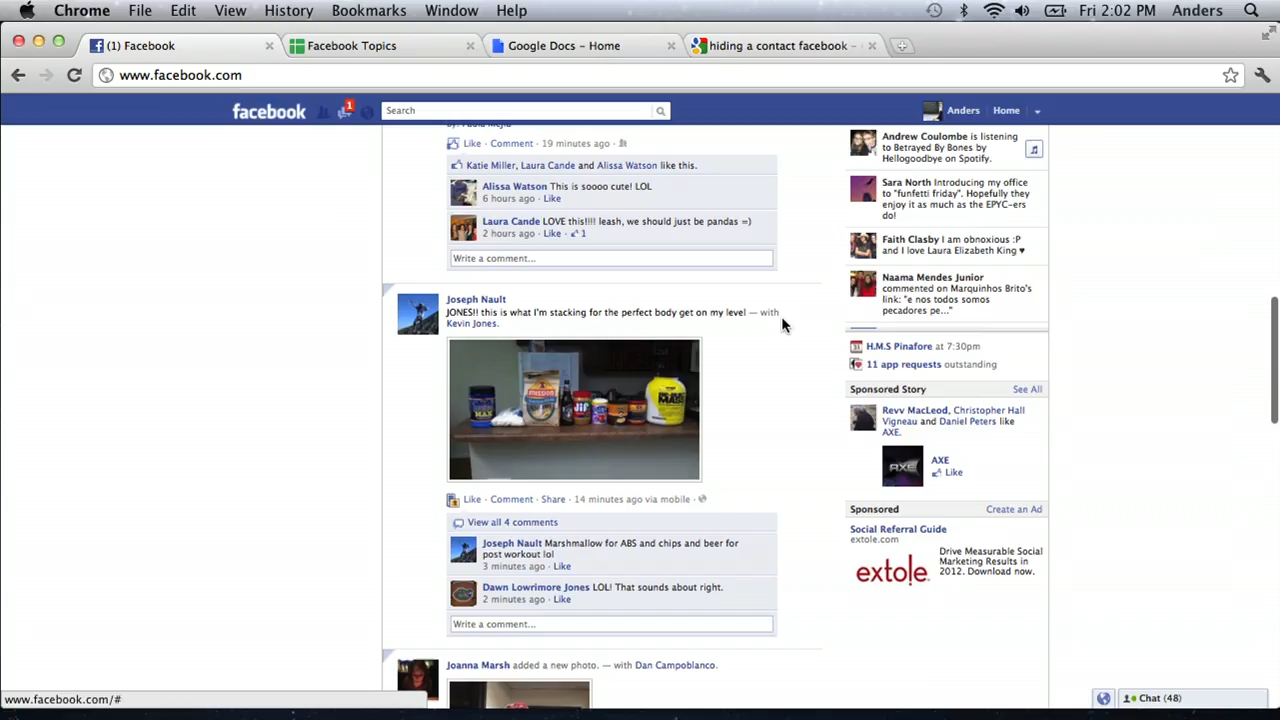 Chrome File Edit View History Bookmarks Window Help Fri 2:02 PM Anders
(1) Facebook
Facebook Topics
Google Docs – Home
hiding a contact facebook –
www.facebook.com
facebook
1
Search
Anders
Home
Like · Comment · 19 minutes ago ·
Katie Miller, Laura Cande and Alissa Watson like this.
Alissa Watson This is soooo cute! LOL
6 hours ago · Like
Laura Cande LOVE this!!!! leash, we should just be pandas =)
2 hours ago · Like · 1
Write a comment...
Joseph Nault
JONES!! this is what I'm stacking for the perfect body get on my level — with
Kevin Jones.
MISSION
JIF
Like · Comment · Share · 14 minutes ago via mobile ·
View all 4 comments
Joseph Nault Marshmallow for ABS and chips and beer for
post workout lol
3 minutes ago · Like
Dawn Lowrimore Jones LOL! That sounds about right.
2 minutes ago · Like
Write a comment...
Joanna Marsh added a new photo. — with Dan Campoblanco.
www.facebook.com/#
Andrew Coulombe is listening
to Betrayed By Bones by
Hellogoodbye on Spotify.
Sara North Introducing my office
to "funfetti friday". Hopefully they
enjoy it as much as the EPYC-ers
do!
Faith Clasby I am obnoxious :P
and I love Laura Elizabeth King ♥
Naama Mendes Junior
commented on Marquinhos Brito's
link: "e nos todos somos
pecadores pe..."
31
H.M.S Pinafore at 7:30pm
11 app requests outstanding
Sponsored Story See All
Revv MacLeod, Christopher Hall
Vigneau and Daniel Peters like
AXE.
AXE
AXE
Like
Sponsored Create an Ad
Social Referral Guide
extole.com
extole.
Drive Measurable Social
Marketing Results in
2012. Download now.
Chat (48)